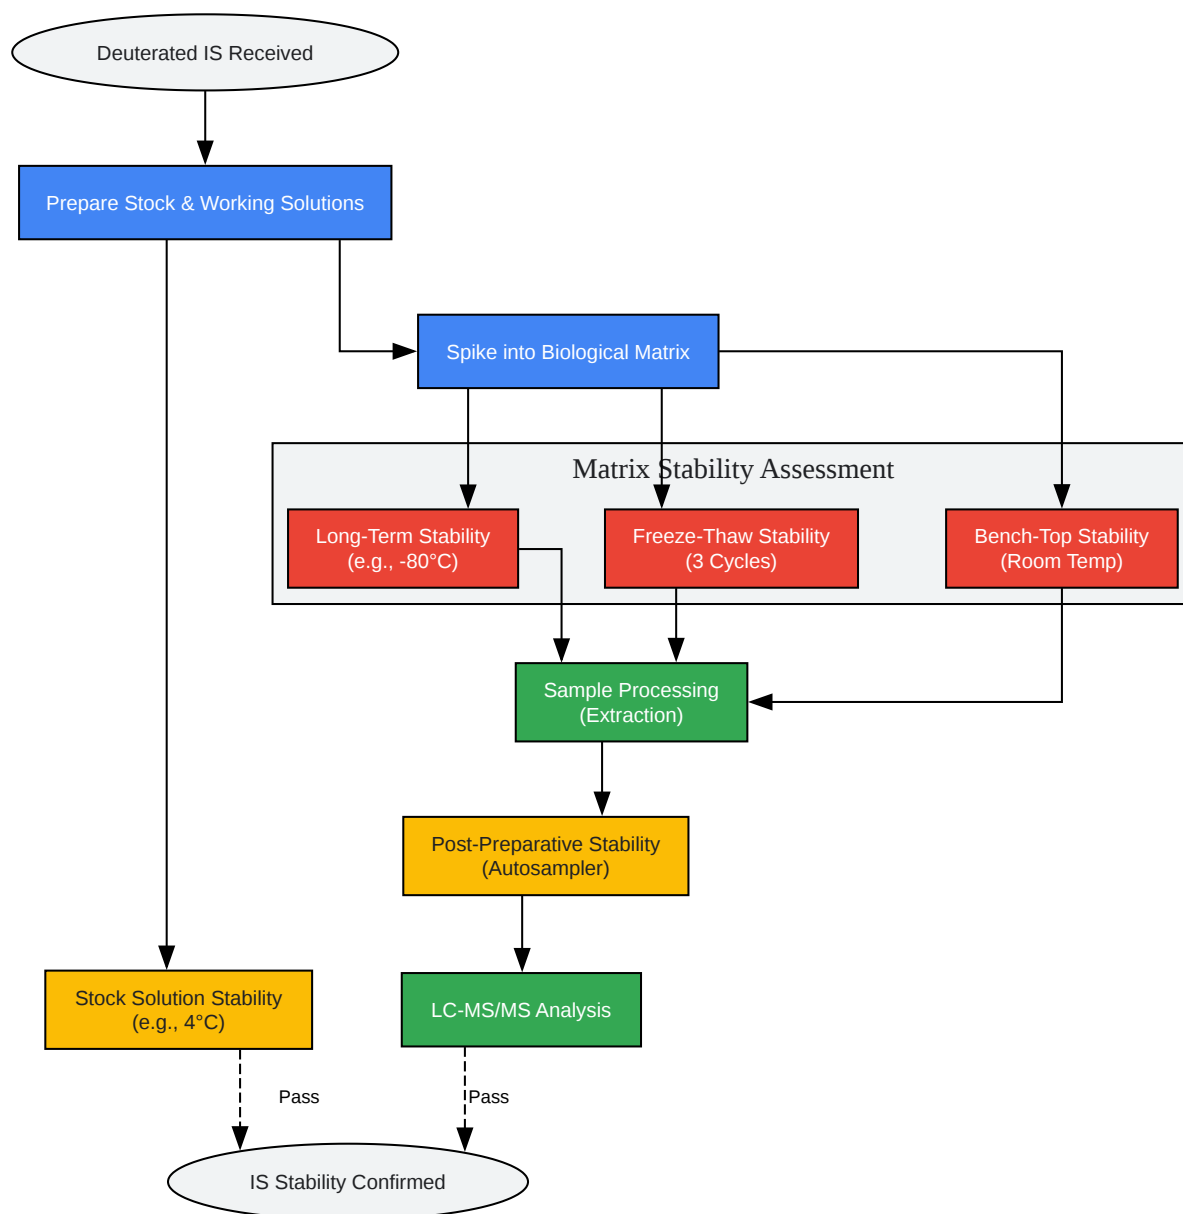 Deuterated IS Received
Prepare Stock & Working Solutions
Spike into Biological Matrix
Matrix Stability Assessment
Long-Term Stability
(e.g., -80°C)
Freeze-Thaw Stability
(3 Cycles)
Bench-Top Stability
(Room Temp)
Sample Processing
(Extraction)
Post-Preparative Stability
(Autosampler)
Stock Solution Stability
(e.g., 4°C)
LC-MS/MS Analysis
Pass
Pass
IS Stability Confirmed